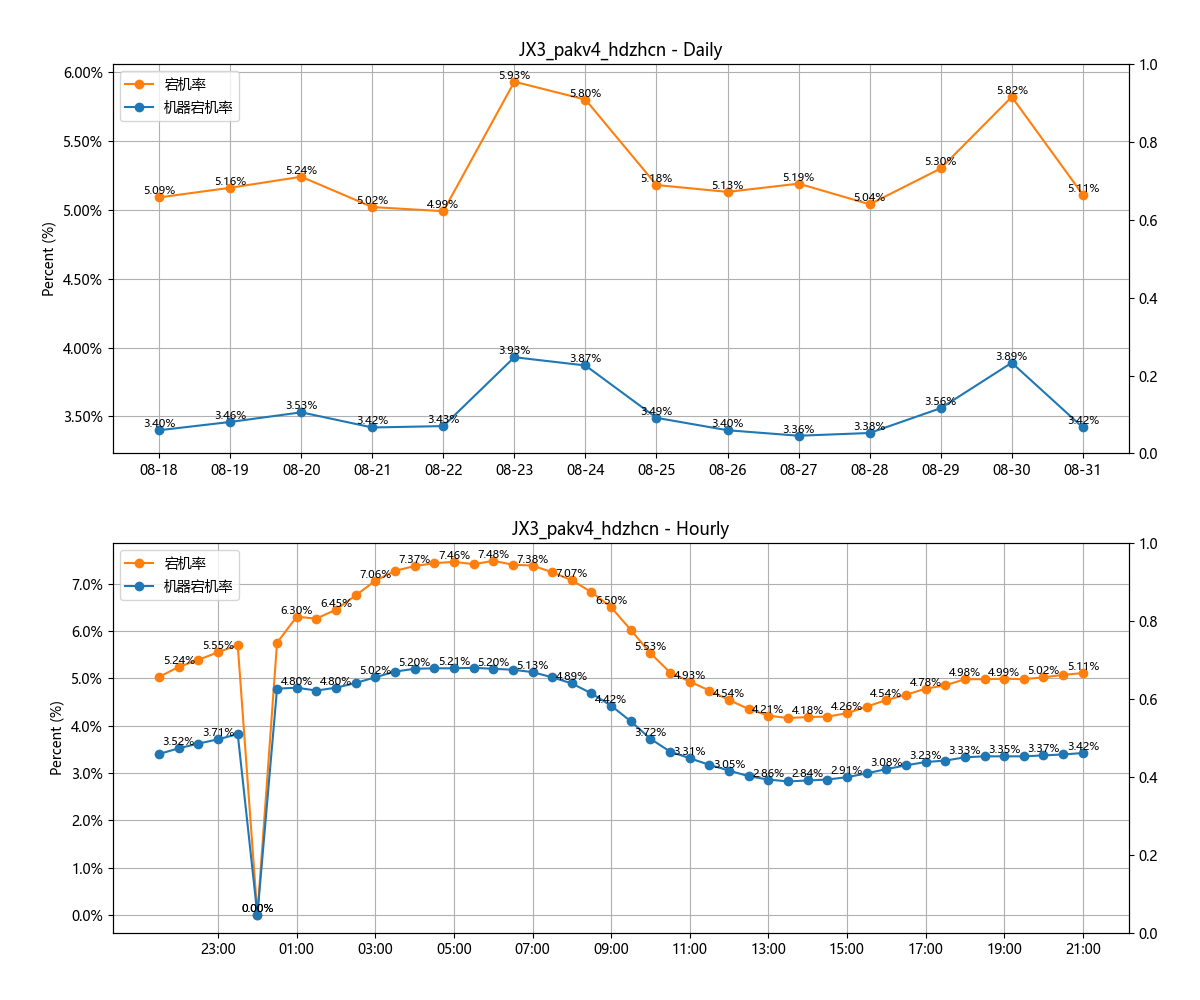 JX3_pakv4_hdzhcn - Daily
宕机率
机器宕机率
Percent (%)
6.00%
5.50%
5.00%
4.50%
4.00%
3.50%
1.0
0.8
0.6
0.4
0.2
0.0
5.09% 5.16% 5.24% 5.02% 4.99% 5.93% 5.80% 5.18% 5.13% 5.19% 5.04% 5.30% 5.82% 5.11%
3.40% 3.46% 3.53% 3.42% 3.43% 3.93% 3.87% 3.49% 3.40% 3.36% 3.38% 3.56% 3.89% 3.42%
08-18 08-19 08-20 08-21 08-22 08-23 08-24 08-25 08-26 08-27 08-28 08-29 08-30 08-31
JX3_pakv4_hdzhcn - Hourly
宕机率
机器宕机率
Percent (%)
7.0%
6.0%
5.0%
4.0%
3.0%
2.0%
1.0%
0.0%
1.0
0.8
0.6
0.4
0.2
0.0
5.24% 5.55% 0.00% 6.30% 6.45% 7.06% 7.37% 7.46% 7.48% 7.38% 7.07% 6.50% 5.53% 4.93% 4.54% 4.21% 4.18% 4.26% 4.54% 4.78% 4.98% 4.99% 5.02% 5.11%
3.52% 3.71% 0.00% 4.80% 4.80% 5.02% 5.20% 5.21% 5.20% 5.13% 4.89% 4.42% 3.72% 3.31% 3.05% 2.86% 2.84% 2.91% 3.08% 3.23% 3.33% 3.35% 3.37% 3.42%
23:00 01:00 03:00 05:00 07:00 09:00 11:00 13:00 15:00 17:00 19:00 21:00